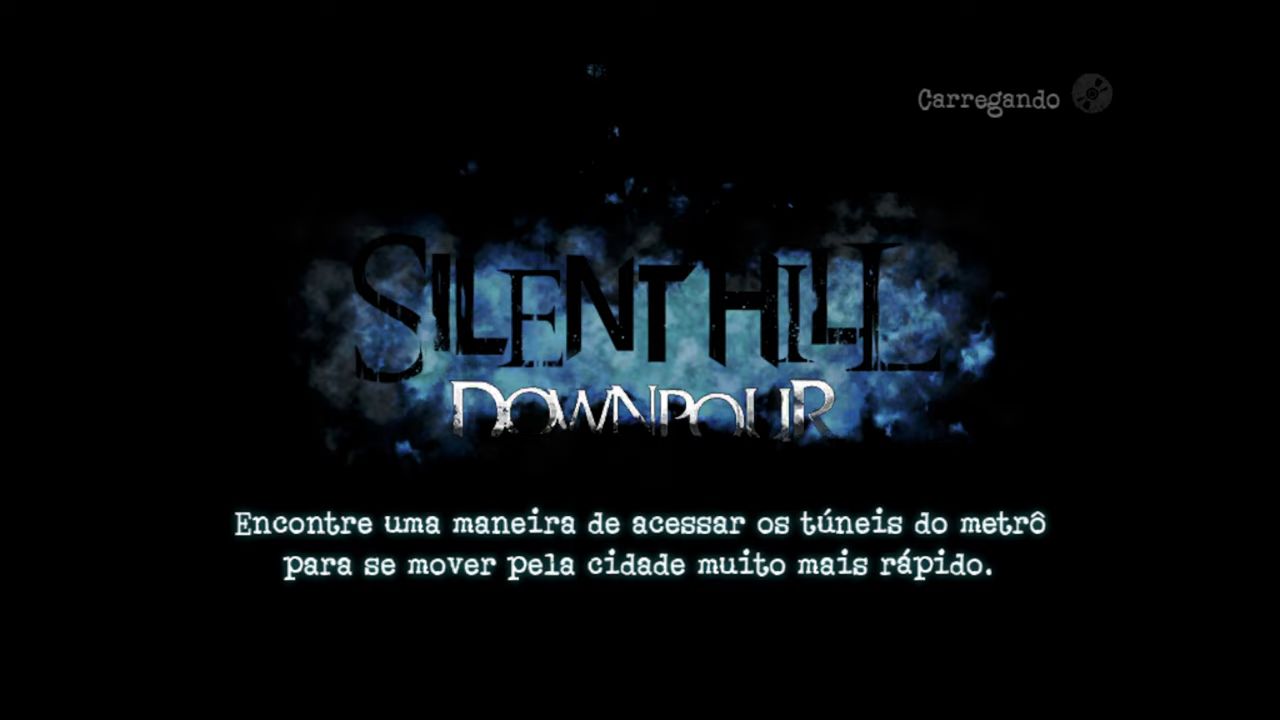 Carregando
SILENT HILL
DOWNPOUR
Encontre uma maneira de acessar os túneis do metrô
para se mover pela cidade muito mais rápido.